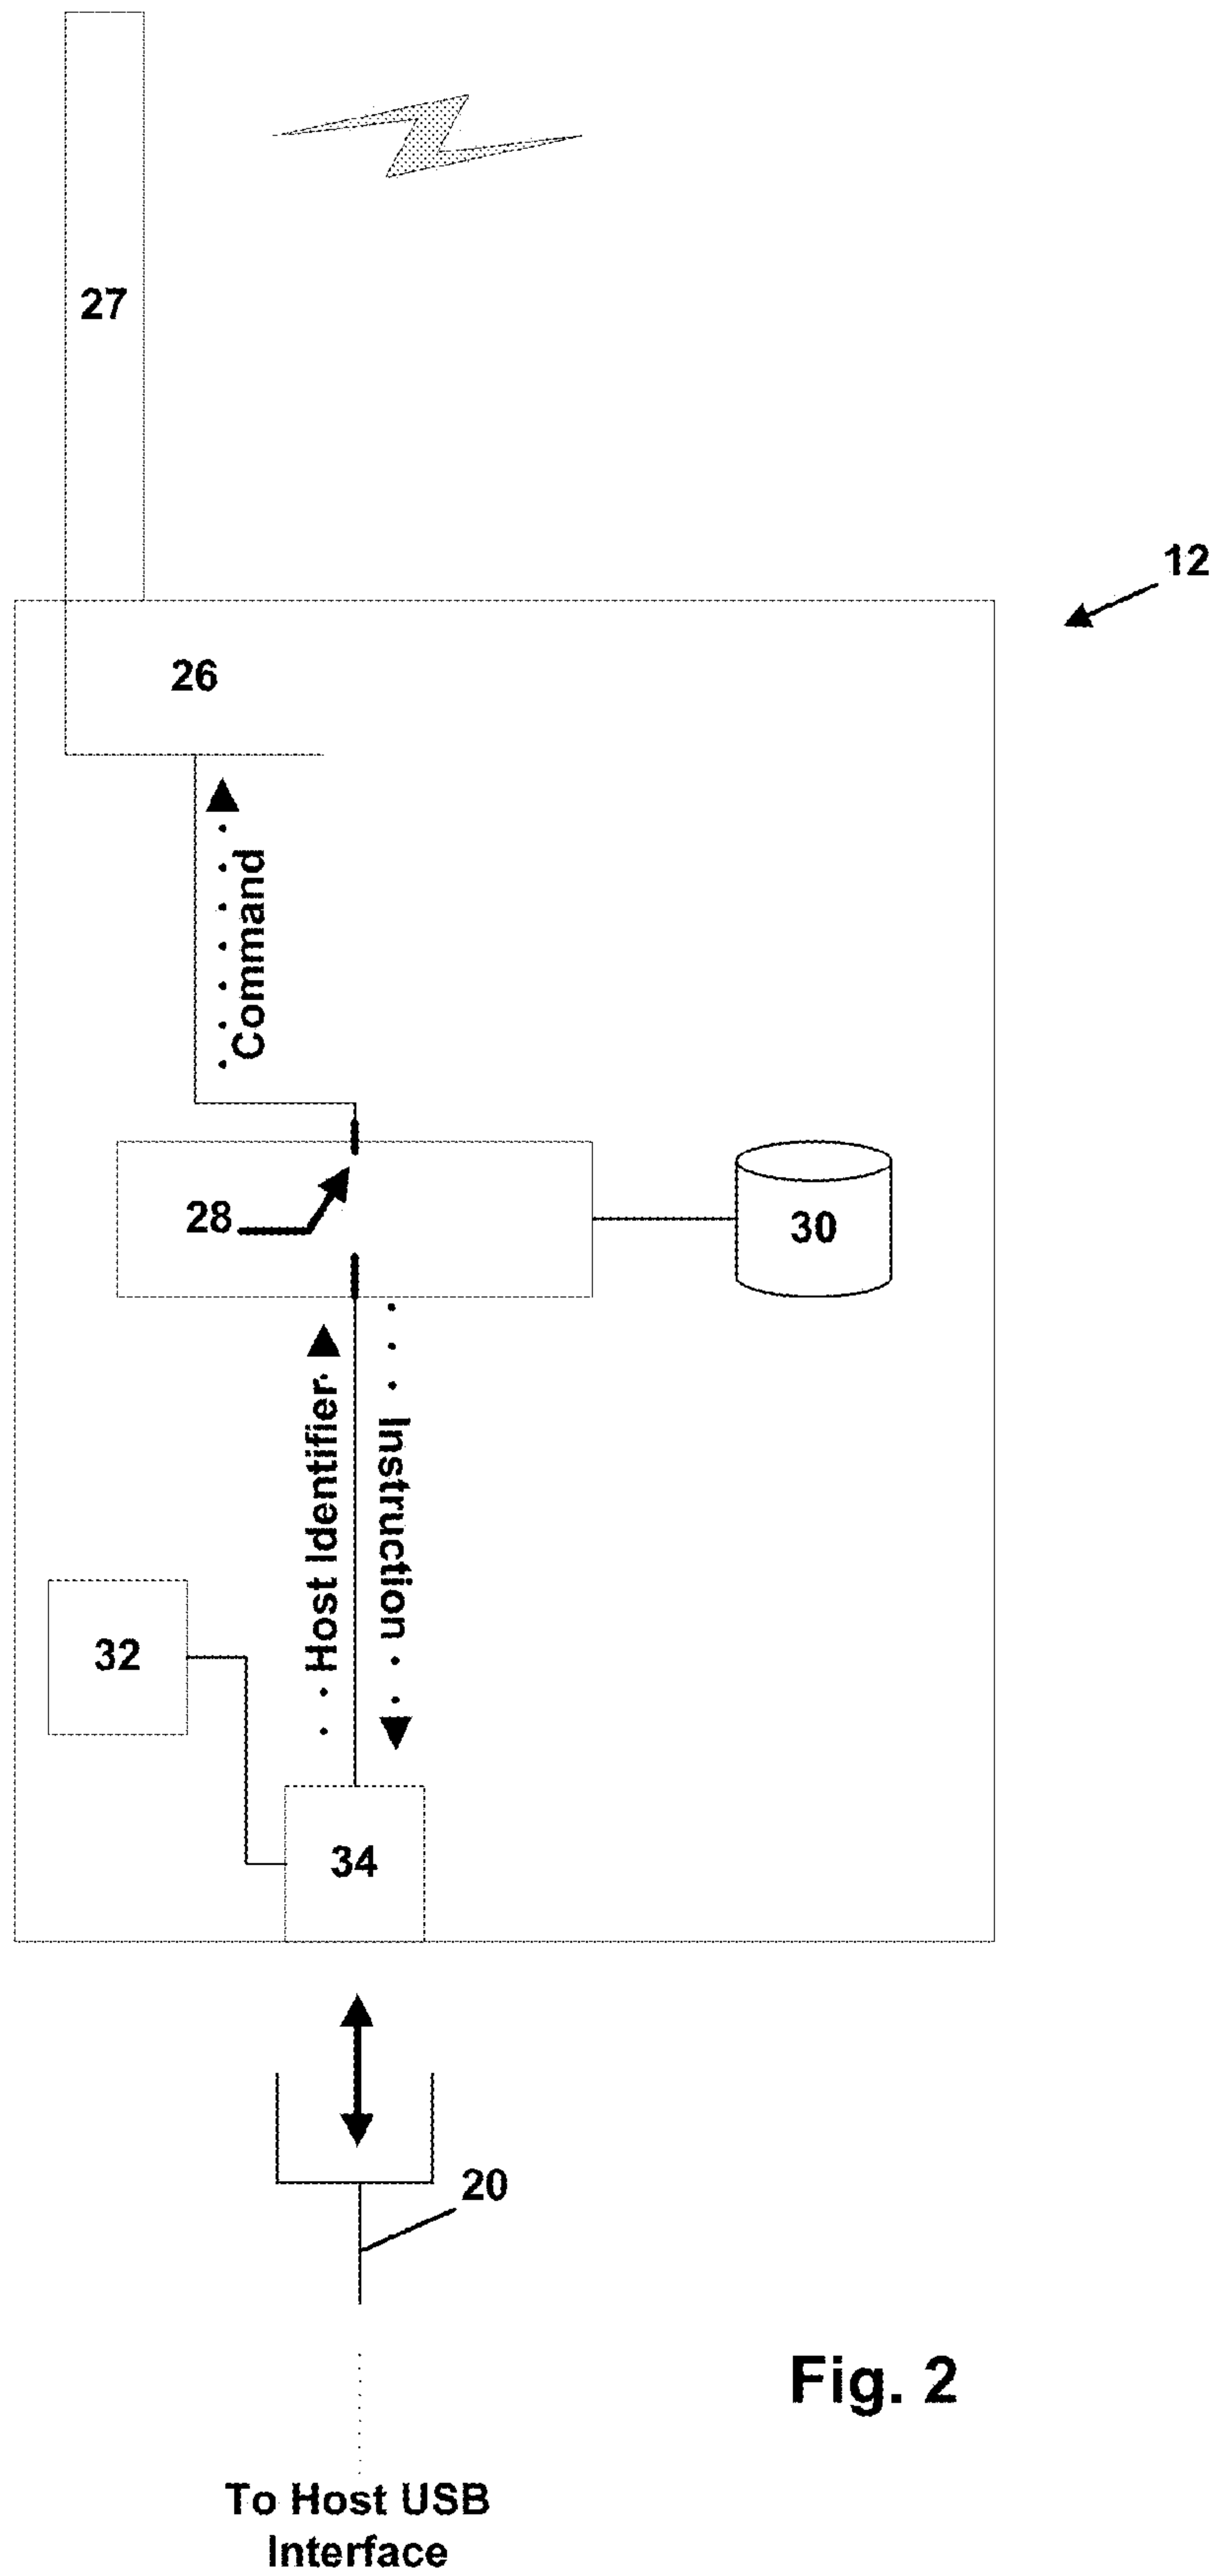 27
12
26
Command
28
30
Host Identifier
Instruction
32
34
20
Fig. 2
To Host USB
Interface